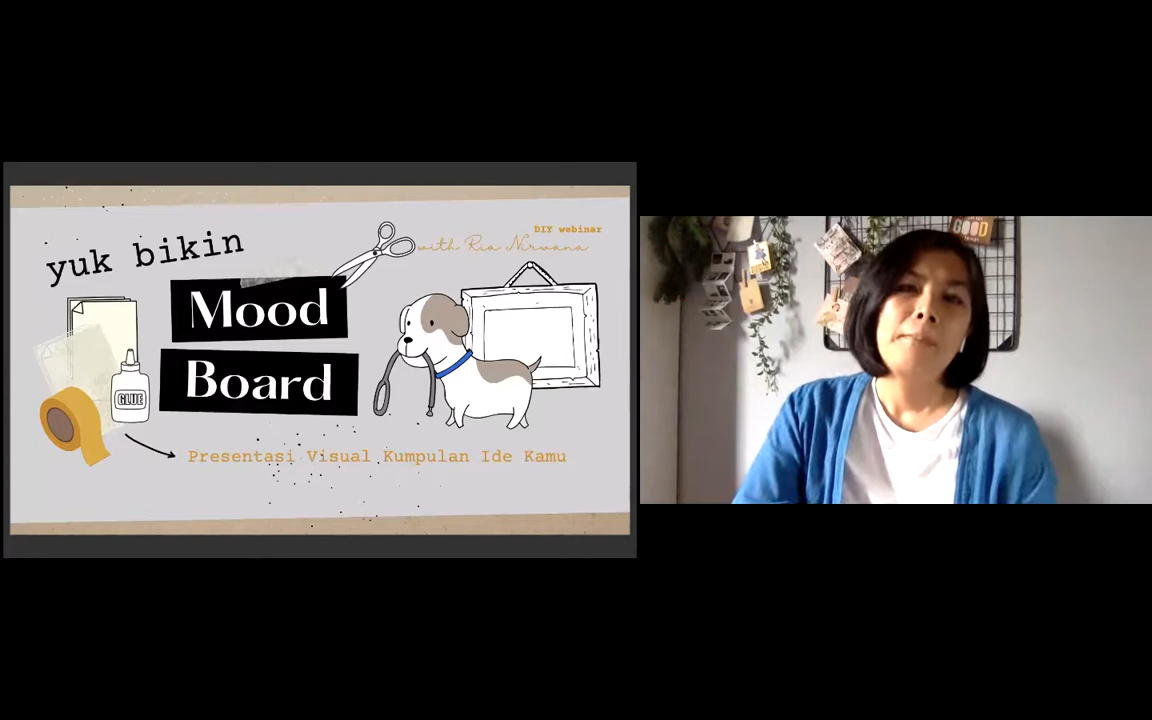 yuk bikin
DIY webinar
with Ria Nirwana
Mood
Board
GLUE
Presentasi Visual Kumpulan Ide Kamu
GOOD